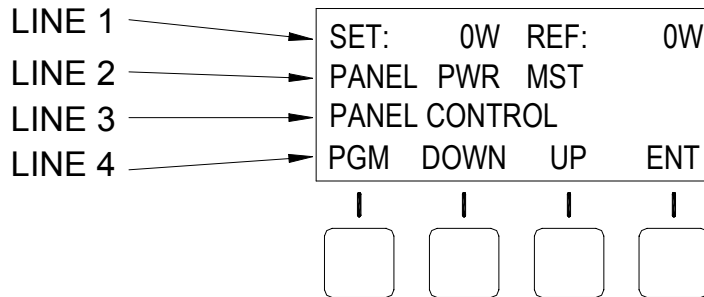 LINE 1
LINE 2
LINE 3
LINE 4
SET: 0W REF: 0W
PANEL PWR MST
PANEL CONTROL
PGM DOWN UP ENT